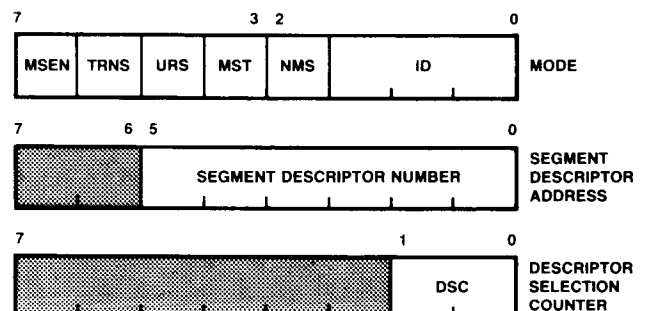 7 3 2 0
MSEN TRNS URS MST NMS ID MODE
7 6 5 0
SEGMENT DESCRIPTOR NUMBER
SEGMENT
DESCRIPTOR
ADDRESS
7 1 0
DSC
DESCRIPTOR
SELECTION
COUNTER